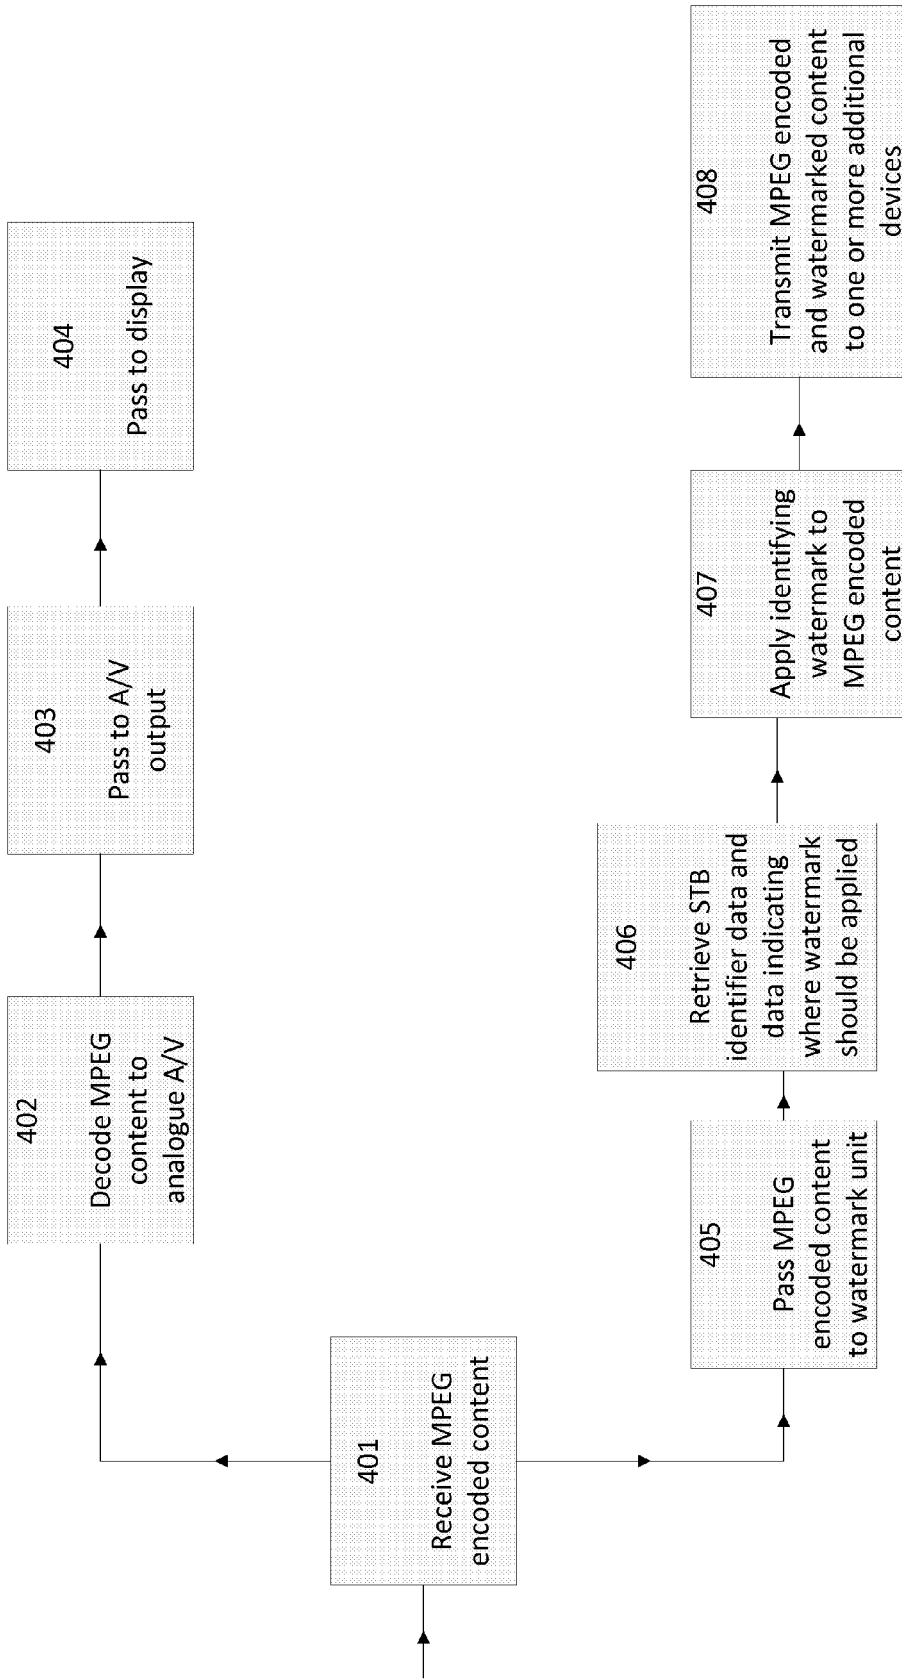 401
Receive MPEG
encoded content
402
Decode MPEG
content to
analogue A/V
403
Pass to A/V
output
404
Pass to display
405
Pass MPEG
encoded content
to watermark unit
406
Retrieve STB
identifier data and
data indicating
where watermark
should be applied
407
Apply identifying
watermark to
MPEG encoded
content
408
Transmit MPEG encoded
and watermarked content
to one or more additional
devices